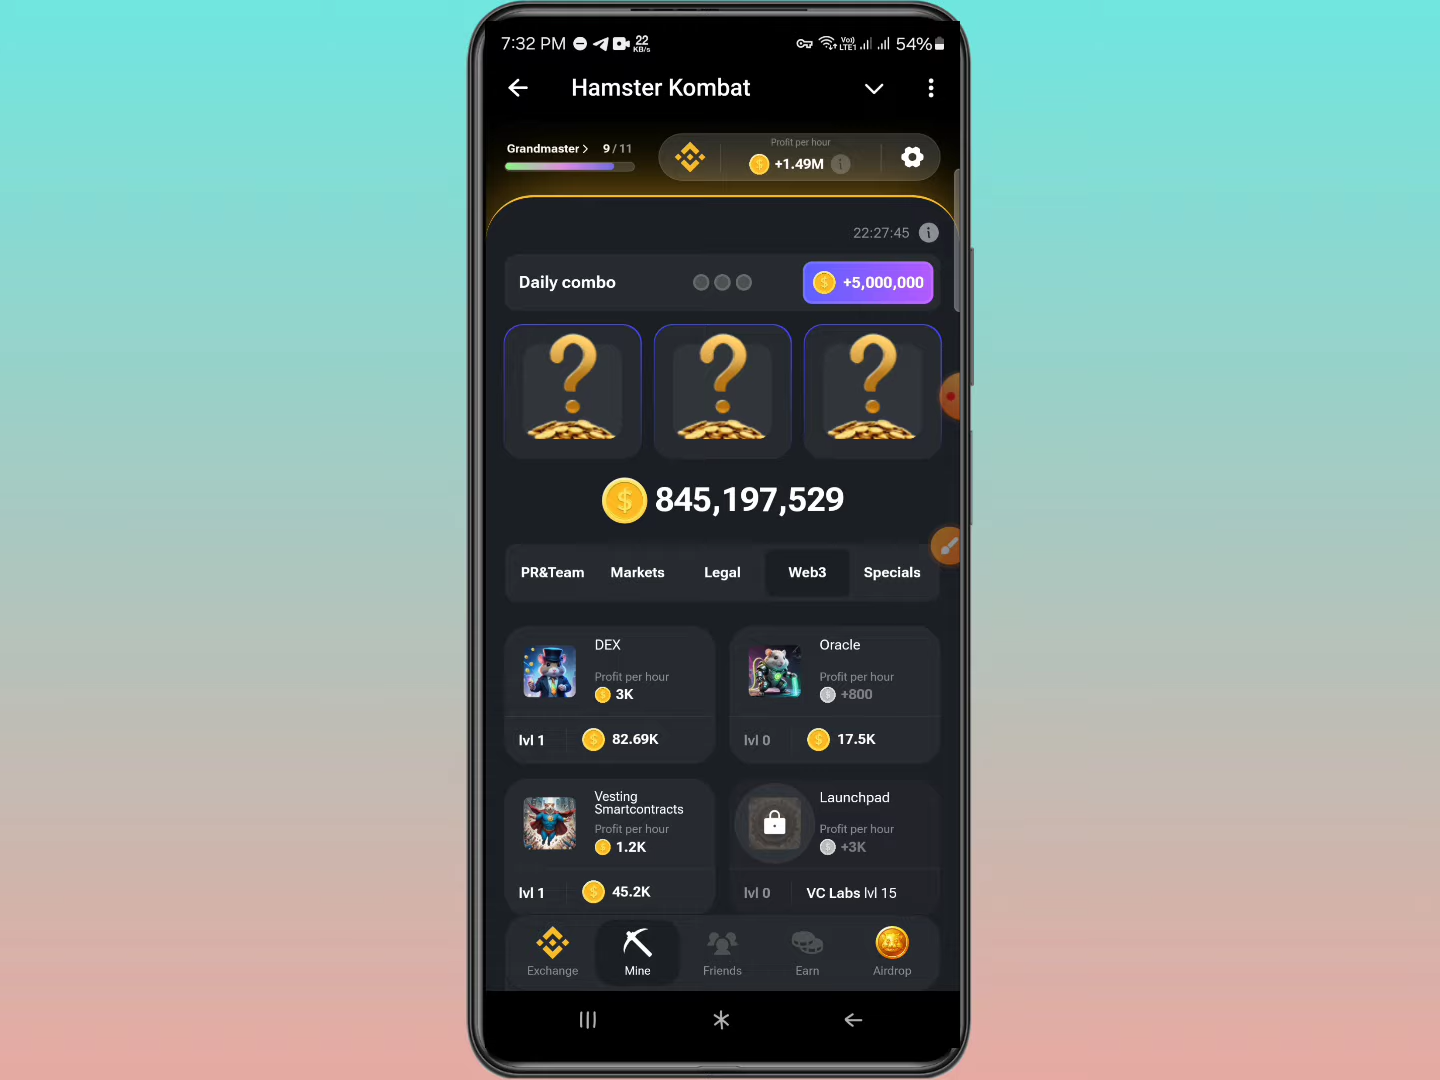 7:32 PM 22 KB/s Vo) LTE1 54%
Hamster Kombat
Grandmaster > 9 / 11
Profit per hour
+1.49M
22:27:45
Daily combo +5,000,000
845,197,529
PR&Team Markets Legal Web3 Specials
DEX
Profit per hour
3K
lvl 1 82.69K
Oracle
Profit per hour
+800
lvl 0 17.5K
Vesting
Smartcontracts
Profit per hour
1.2K
lvl 1 45.2K
Launchpad
Profit per hour
+3K
lvl 0 VC Labs lvl 15
Exchange Mine Friends Earn Airdrop